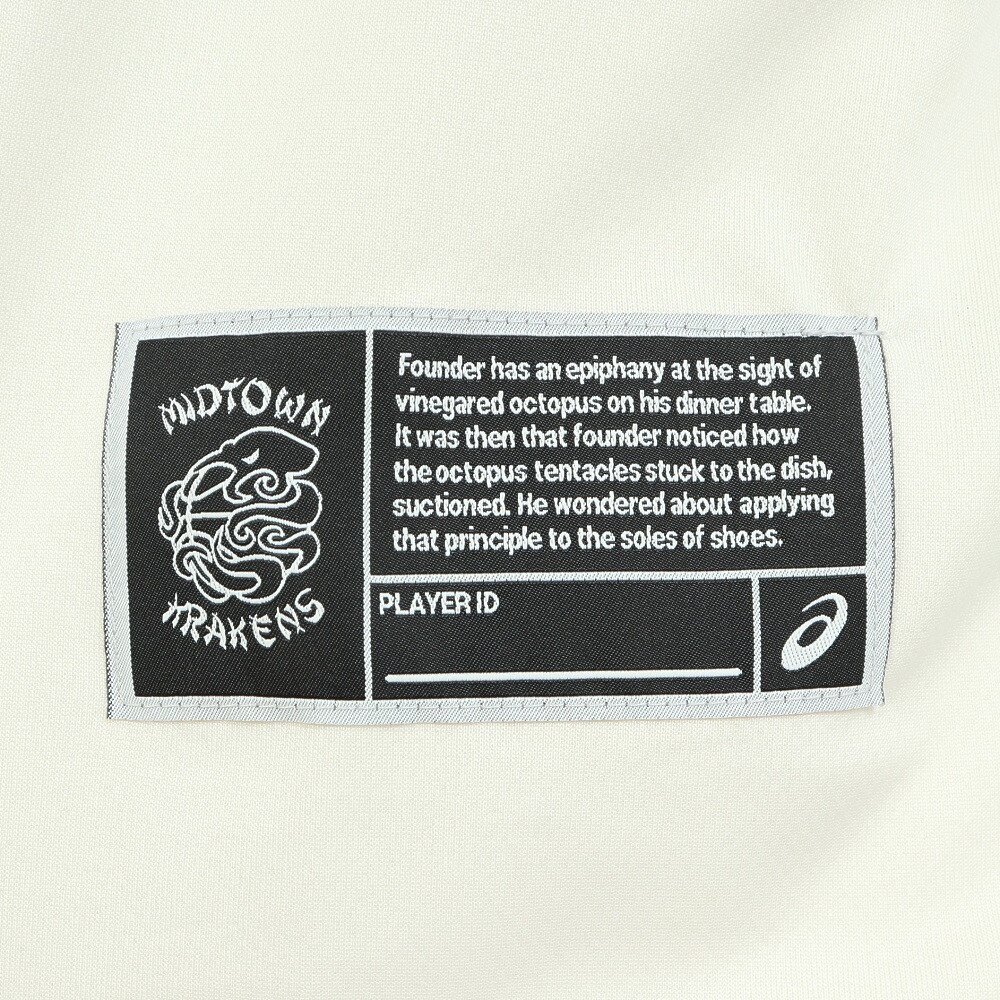 MIDTOWN
KRAKENS
Founder has an epiphany at the sight of
vinegared octopus on his dinner table.
It was then that founder noticed how
the octopus tentacles stuck to the dish,
suctioned. He wondered about applying
that principle to the soles of shoes.
PLAYER ID